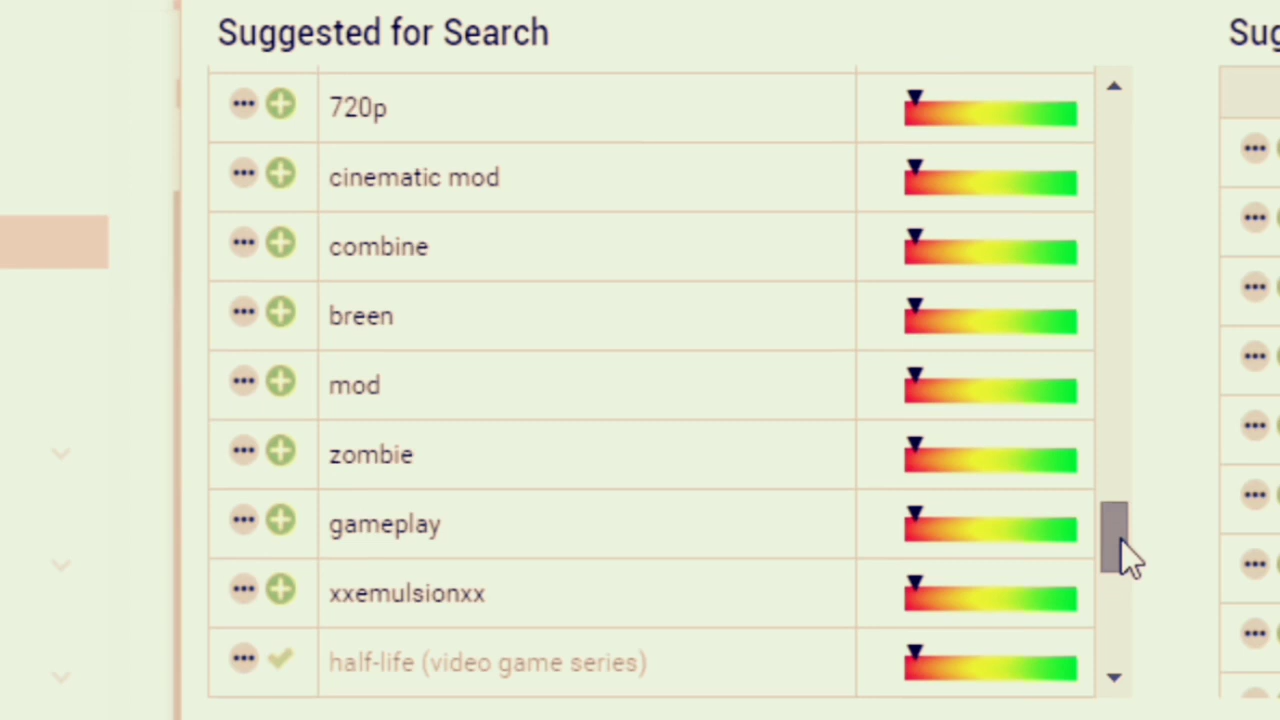 Suggested for Search
Sug
720p
cinematic mod
combine
breen
mod
zombie
gameplay
xxemulsionxx
half-life (video game series)